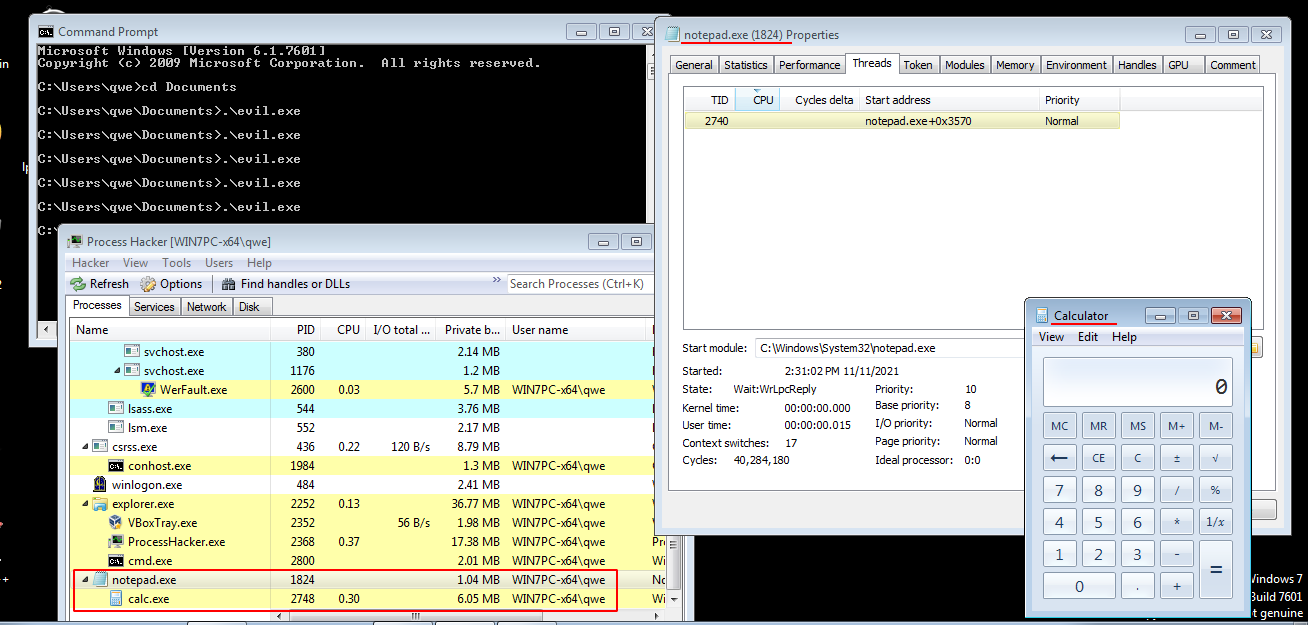 Command Prompt
Microsoft Windows [Version 6.1.7601]
Copyright (c) 2009 Microsoft Corporation.  All rights reserved.
C:\Users\qwe>cd Documents
C:\Users\qwe\Documents>.\evil.exe
C:\Users\qwe\Documents>.\evil.exe
C:\Users\qwe\Documents>.\evil.exe
C:\Users\qwe\Documents>.\evil.exe
C:\Users\qwe\Documents>.\evil.exe
C:\
Process Hacker [WIN7PC-x64\qwe]
Hacker View Tools Users Help
Refresh Options Find handles or DLLs » Search Processes (Ctrl+K)
Processes Services Network Disk
Name PID CPU I/O total ... Private b... User name
svchost.exe 380 2.14 MB
svchost.exe 1176 1.2 MB
WerFault.exe 2600 0.03 5.7 MB WIN7PC-x64\qwe
lsass.exe 544 3.76 MB
lsm.exe 552 2.17 MB
csrss.exe 436 0.22 120 B/s 8.79 MB
conhost.exe 1984 1.3 MB WIN7PC-x64\qwe
winlogon.exe 484 2.41 MB
explorer.exe 2252 0.13 36.77 MB WIN7PC-x64\qwe
VBoxTray.exe 2352 56 B/s 1.98 MB WIN7PC-x64\qwe
ProcessHacker.exe 2368 0.37 17.38 MB WIN7PC-x64\qwe Pr
cmd.exe 2800 2.01 MB WIN7PC-x64\qwe Wi
notepad.exe 1824 1.04 MB WIN7PC-x64\qwe No
calc.exe 2748 0.30 6.05 MB WIN7PC-x64\qwe Wi
notepad.exe (1824) Properties
General Statistics Performance Threads Token Modules Memory Environment Handles GPU Comment
TID CPU Cycles delta Start address Priority
2740 notepad.exe+0x3570 Normal
Start module: C:\Windows\System32\notepad.exe
Started: 2:31:02 PM 11/11/2021
State: Wait:WrLpcReply Priority: 10
Kernel time: 00:00:00.000 Base priority: 8
User time: 00:00:00.015 I/O priority: Normal
Context switches: 17 Page priority: Normal
Cycles: 40,284,180 Ideal processor: 0:0
Calculator
View Edit Help
0
MC MR MS M+ M-
← CE C ± √
7 8 9 / %
4 5 6 * 1/x
1 2 3 - =
0 . +
Windows 7
Build 7601
t genuine